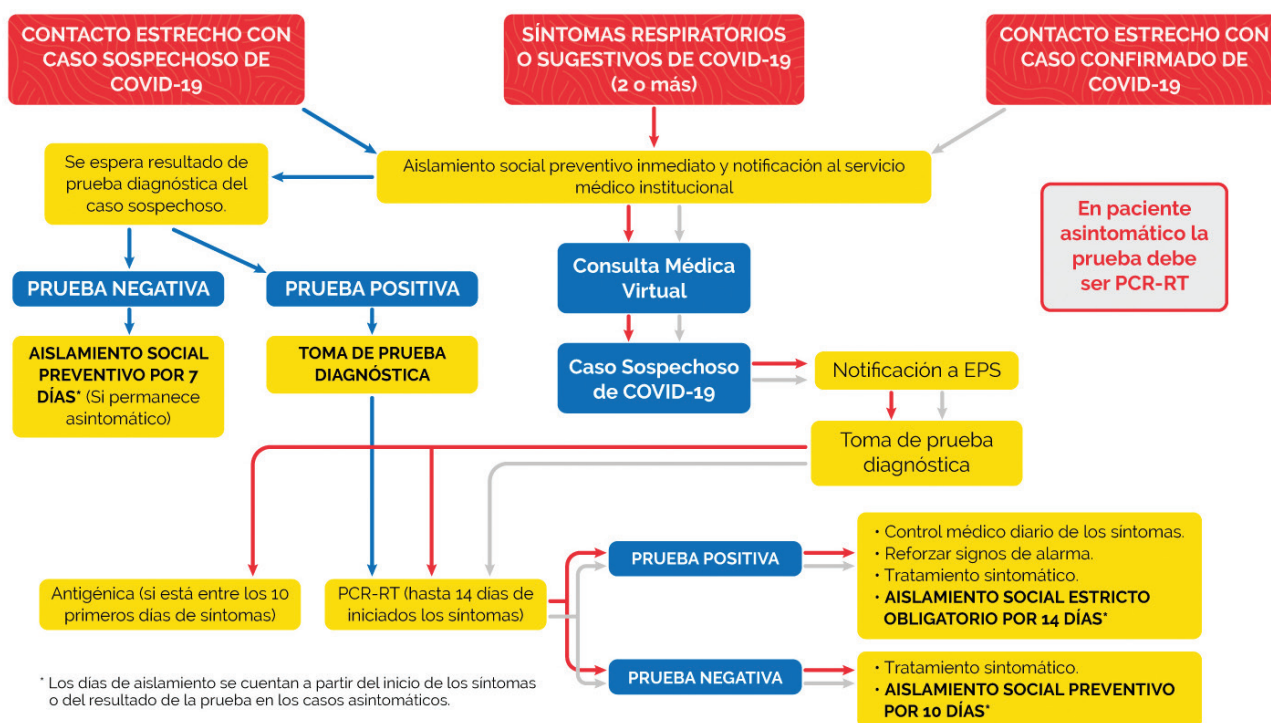 CONTACTO ESTRECHO CON
CASO SOSPECHOSO DE
COVID-19
SÍNTOMAS RESPIRATORIOS
O SUGESTIVOS DE COVID-19
(2 o más)
CONTACTO ESTRECHO CON
CASO CONFIRMADO DE
COVID-19
Se espera resultado de
prueba diagnóstica del
caso sospechoso.
Aislamiento social preventivo inmediato y notificación al servicio
médico institucional
En paciente
asintomático la
prueba debe
ser PCR-RT
PRUEBA NEGATIVA
PRUEBA POSITIVA
Consulta Médica
Virtual
AISLAMIENTO SOCIAL
PREVENTIVO POR 7
DÍAS* (Si permanece
asintomático)
TOMA DE PRUEBA
DIAGNÓSTICA
Caso Sospechoso
de COVID-19
Notificación a EPS
Toma de prueba
diagnóstica
Antigénica (si está entre los 10
primeros días de síntomas)
PCR-RT (hasta 14 días de
iniciados los síntomas)
PRUEBA POSITIVA
• Control médico diario de los síntomas.
• Reforzar signos de alarma.
• Tratamiento sintomático.
• AISLAMIENTO SOCIAL ESTRICTO
OBLIGATORIO POR 14 DÍAS*
PRUEBA NEGATIVA
• Tratamiento sintomático.
• AISLAMIENTO SOCIAL PREVENTIVO
POR 10 DÍAS*
* Los días de aislamiento se cuentan a partir del inicio de los síntomas
o del resultado de la prueba en los casos asintomáticos.